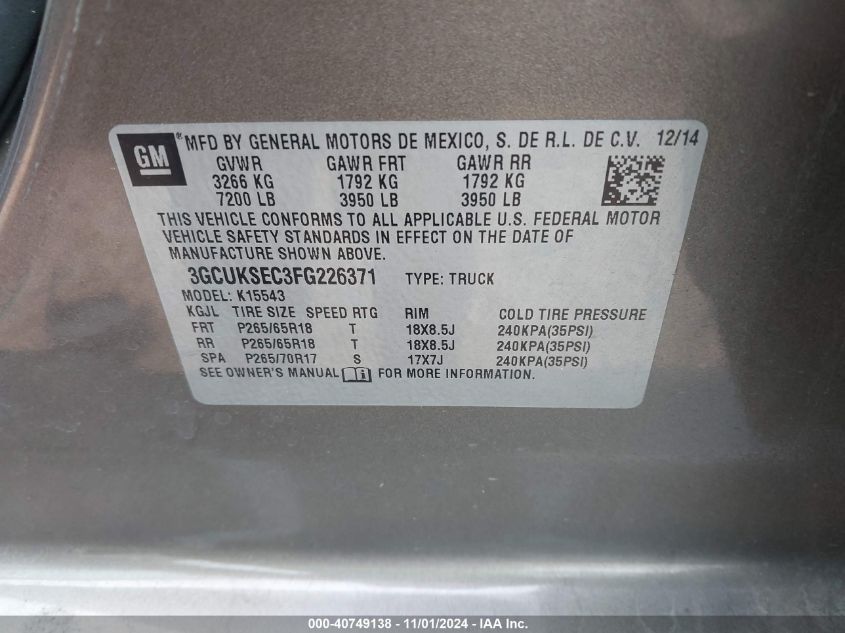 GM ® MFD BY GENERAL MOTORS DE MEXICO, S. DE R.L. DE C.V. 12/14
GVWR GAWR FRT GAWR RR
3266 KG 1792 KG 1792 KG
7200 LB 3950 LB 3950 LB
THIS VEHICLE CONFORMS TO ALL APPLICABLE U.S. FEDERAL MOTOR
VEHICLE SAFETY STANDARDS IN EFFECT ON THE DATE OF
MANUFACTURE SHOWN ABOVE.
3GCUKSEC3FG226371 TYPE: TRUCK
MODEL: K15543
KGJL TIRE SIZE SPEED RTG RIM COLD TIRE PRESSURE
FRT P265/65R18 T 18X8.5J 240KPA(35PSI)
RR P265/65R18 T 18X8.5J 240KPA(35PSI)
SPA P265/70R17 S 17X7J 240KPA(35PSI)
SEE OWNER'S MANUAL FOR MORE INFORMATION.
000-40749138 - 11/01/2024 - IAA Inc.